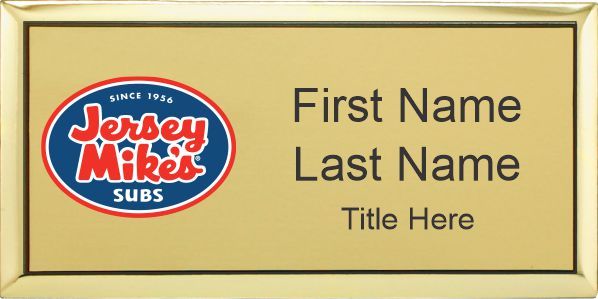 SINCE 1956
Jersey
Mike's®
SUBS
First Name
Last Name
Title Here